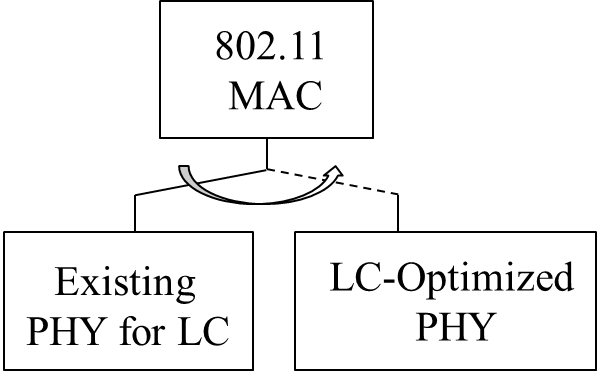 802.11
MAC
Existing
PHY for LC
LC-Optimized
PHY